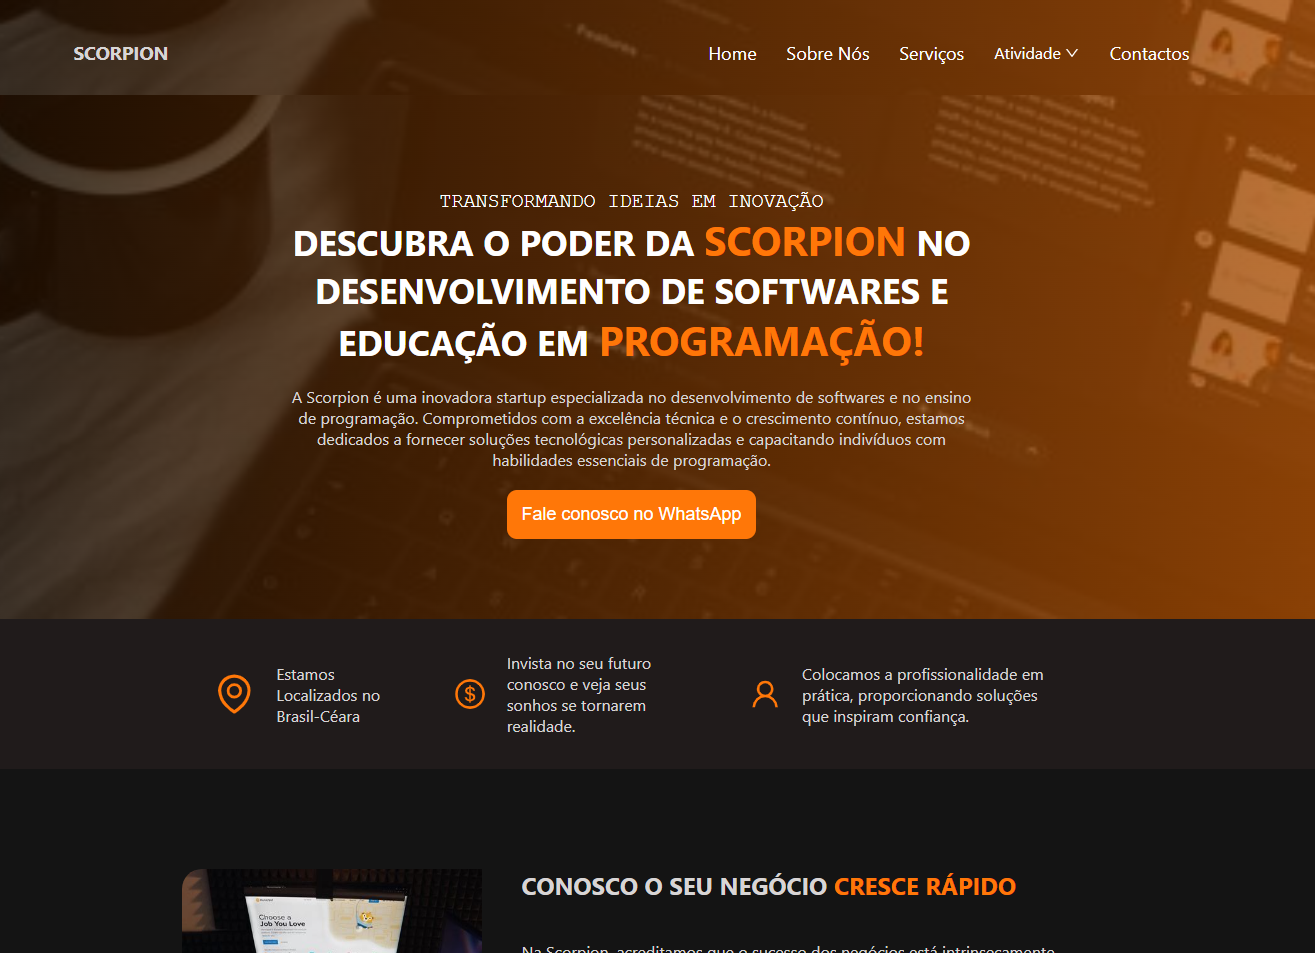 SCORPION
Home Sobre Nós Serviços Atividade Contactos
Features
Similar
TRANSFORMANDO IDEIAS EM INOVAÇÃO
DESCUBRA O PODER DA SCORPION NO
DESENVOLVIMENTO DE SOFTWARES E
EDUCAÇÃO EM PROGRAMAÇÃO!
A Scorpion é uma inovadora startup especializada no desenvolvimento de softwares e no ensino
de programação. Comprometidos com a excelência técnica e o crescimento contínuo, estamos
dedicados a fornecer soluções tecnológicas personalizadas e capacitando indivíduos com
habilidades essenciais de programação.
Fale conosco no WhatsApp
Estamos
Localizados no
Brasil-Céara
Invista no seu futuro
conosco e veja seus
sonhos se tornarem
realidade.
Colocamos a profissionalidade em
prática, proporcionando soluções
que inspiram confiança.
Choose a
Job You Love
CONOSCO O SEU NEGÓCIO CRESCE RÁPIDO
Na Scorpion, acreditamos que o sucesso dos negócios está intrinsecamente